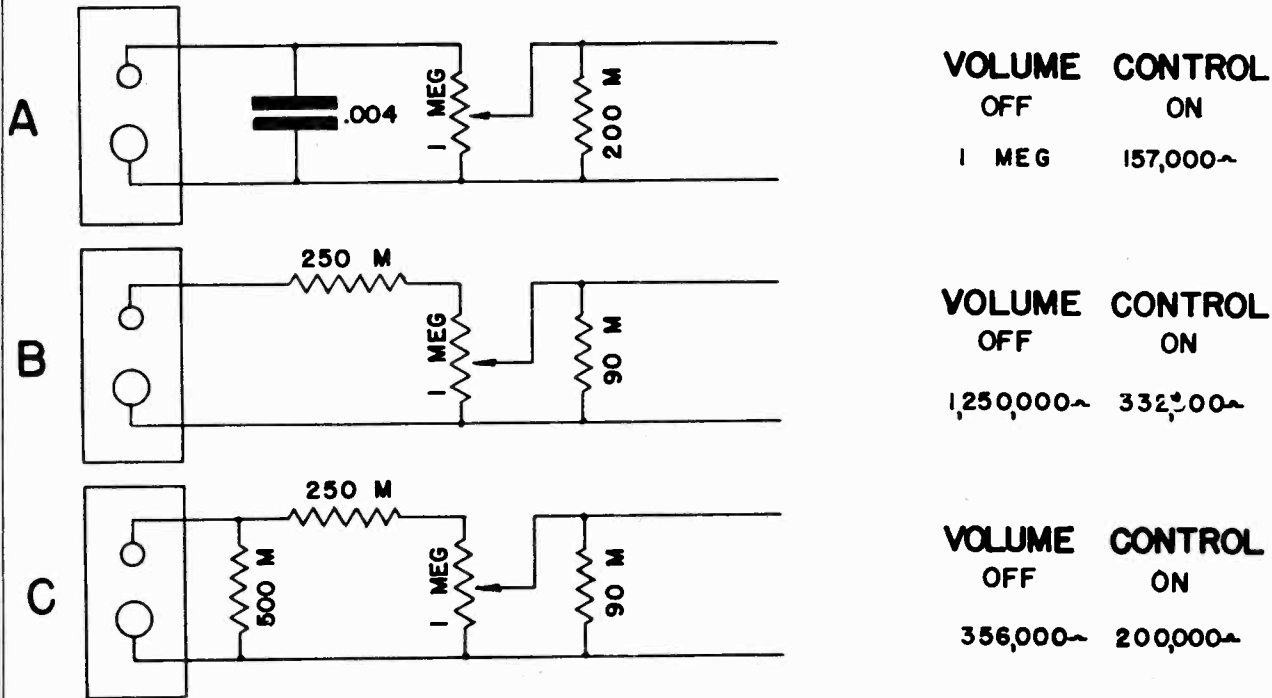 A
.004
1 MEG
200 M
VOLUME CONTROL
OFF ON
1 MEG 157,000~
B
250 M
1 MEG
90 M
VOLUME CONTROL
OFF ON
1,250,000~
C
500 M
250 M
1 MEG
90 M
VOLUME CONTROL
OFF ON
356,000~ 200,000~